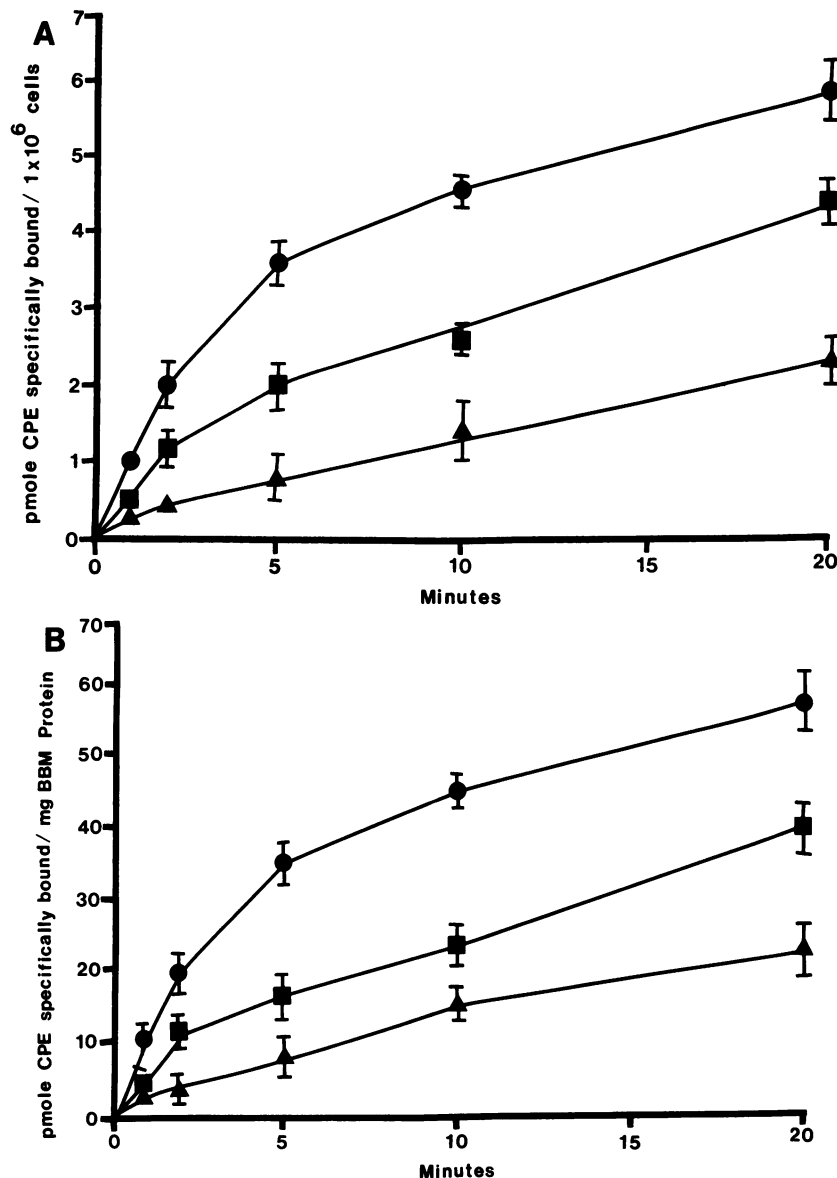 A
pmole CPE specifically bound / 1x10⁶ cells
7
6
5
4
3
2
1
0
0 5 10 15 20
Minutes
B
pmole CPE specifically bound / mg BBM Protein
70
60
50
40
30
20
10
0
0 5 10 15 20
Minutes